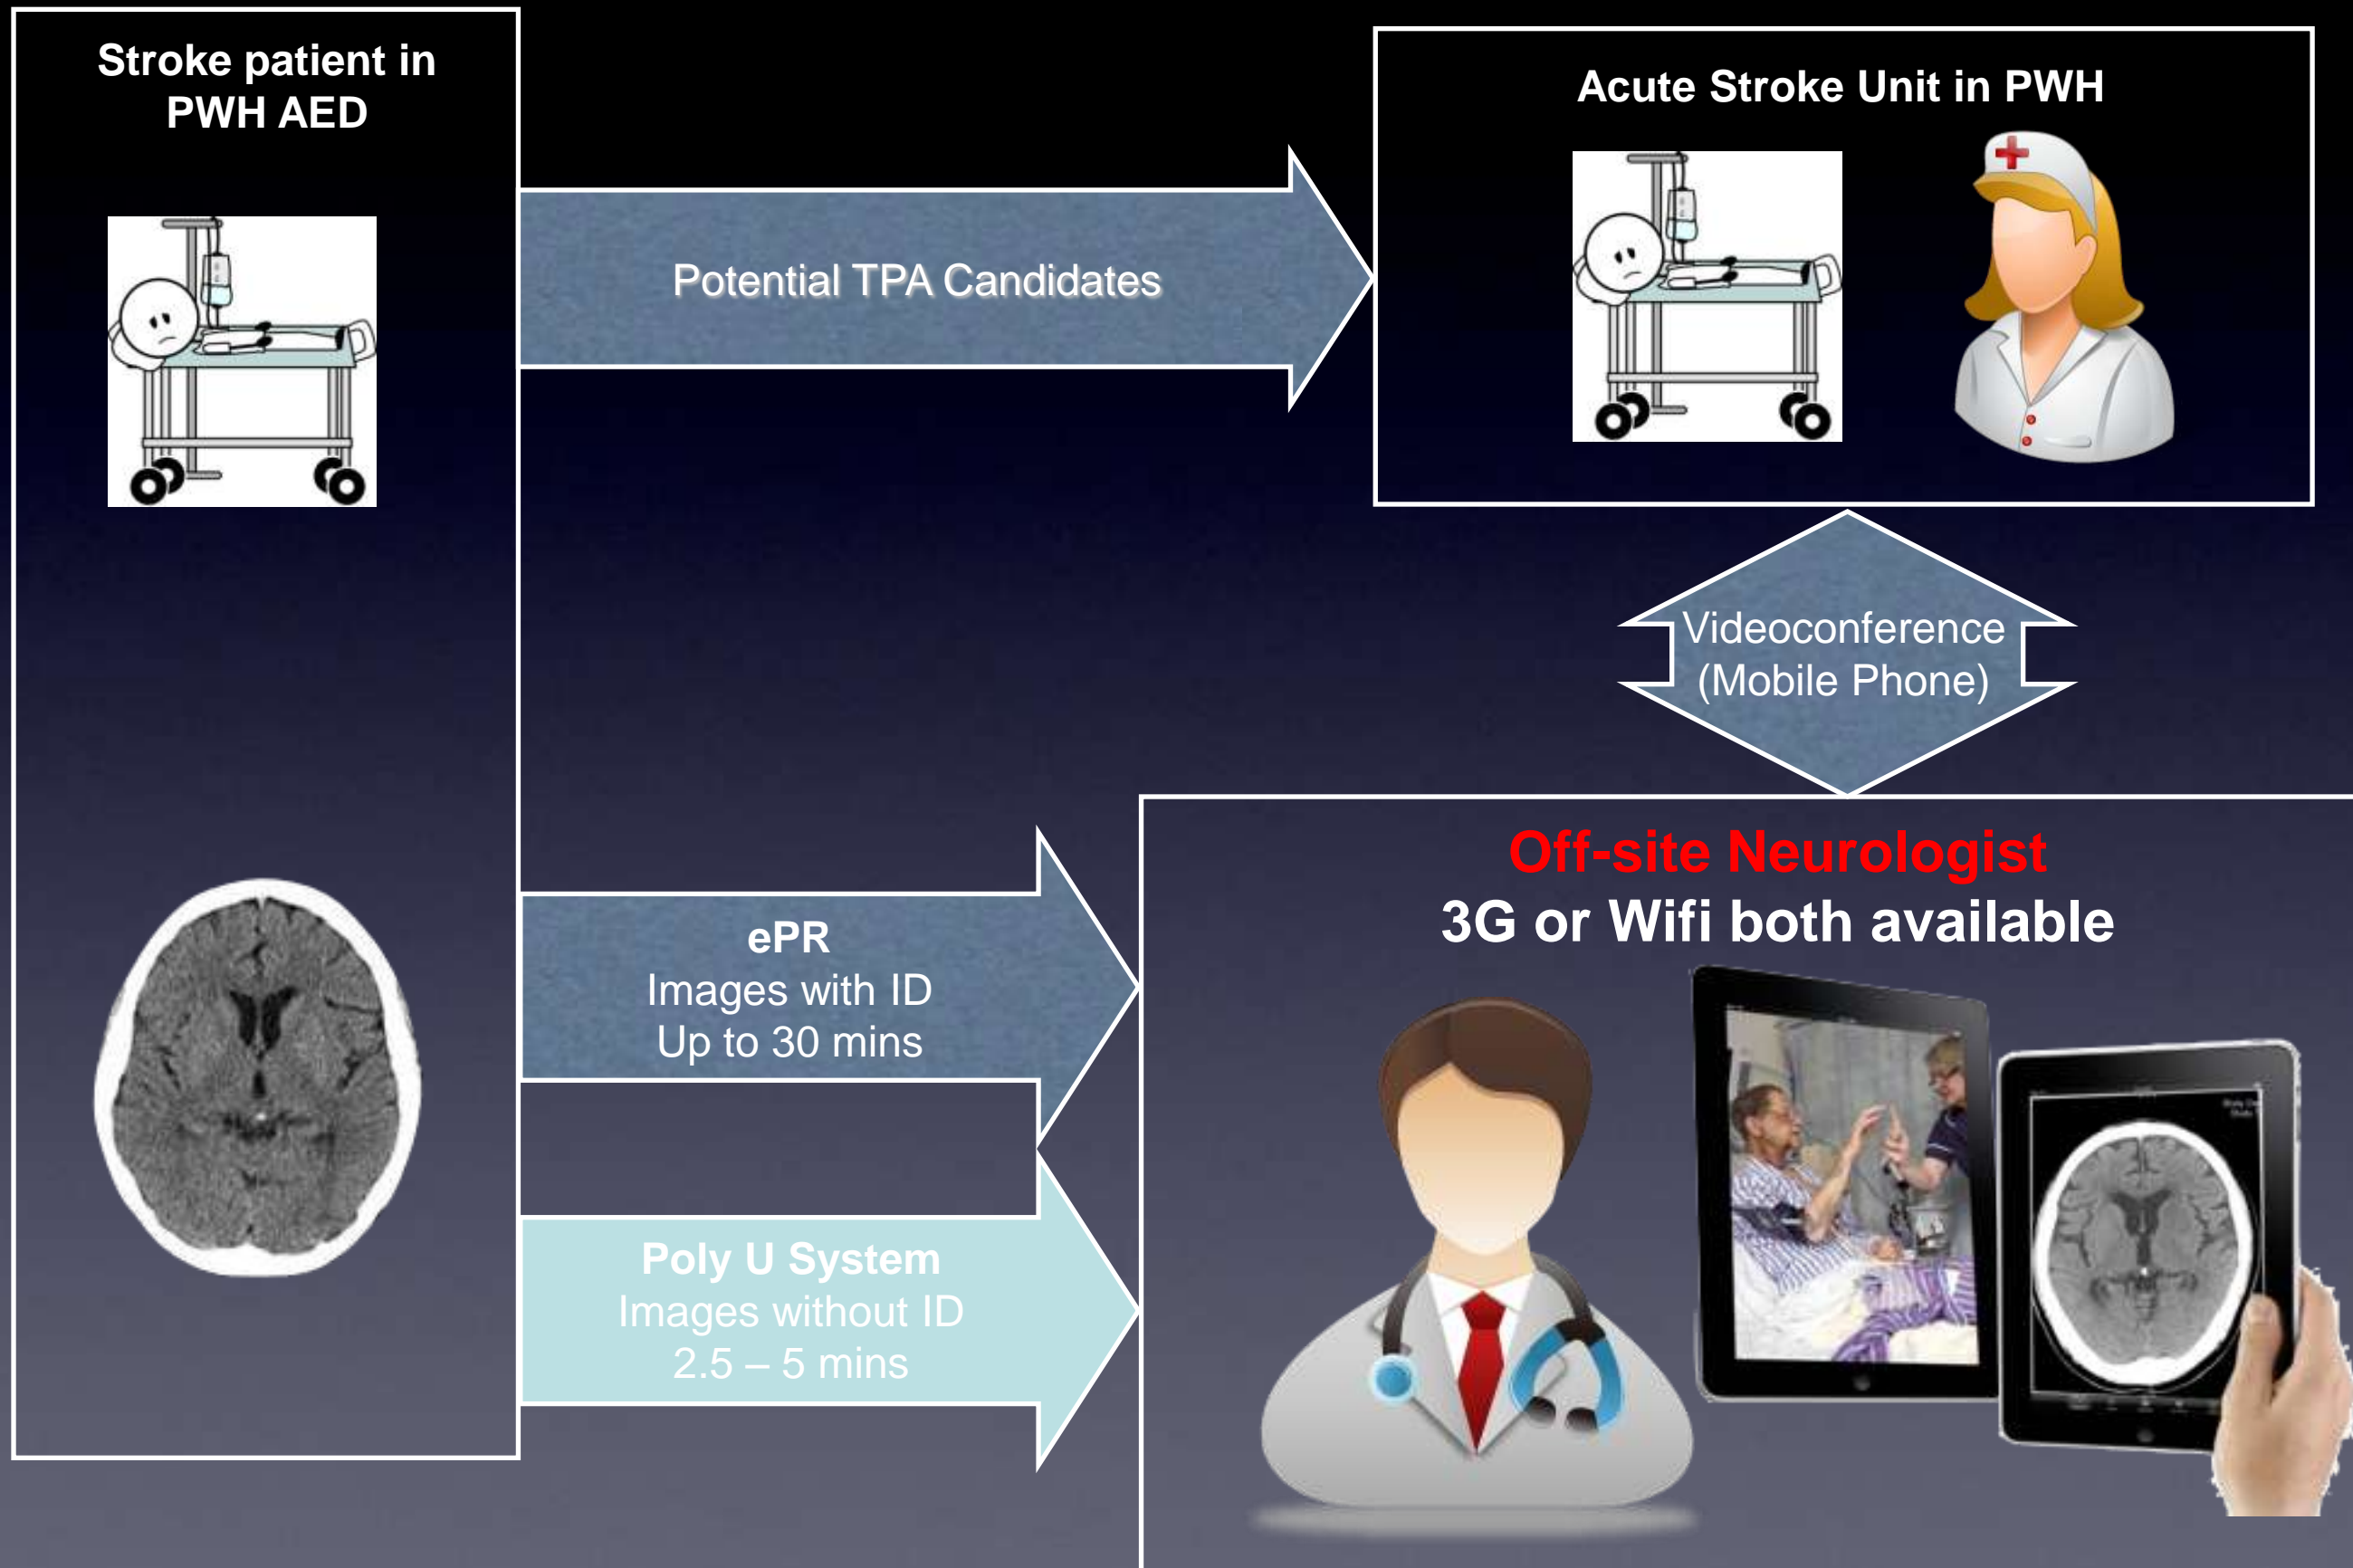 Stroke patient in
PWH AED
Potential TPA Candidates
Acute Stroke Unit in PWH
Videoconference
(Mobile Phone)
ePR
Images with ID
Up to 30 mins
Poly U System
Images without ID
2.5 – 5 mins
Off-site Neurologist
3G or Wifi both available